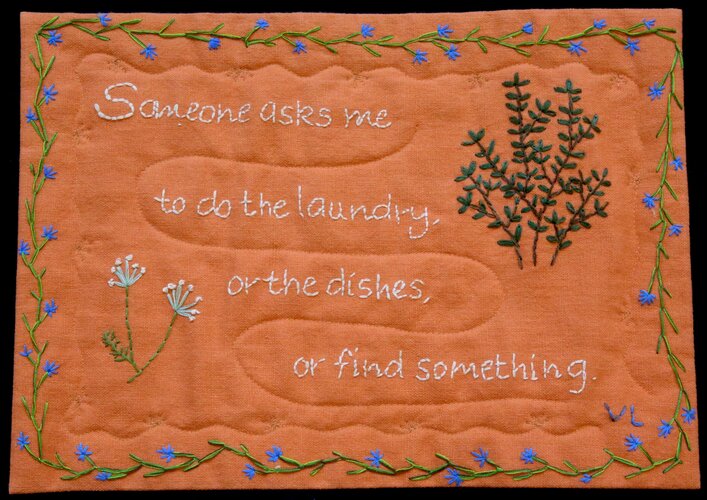 Someone asks me
to do the laundry,
or the dishes,
or find something.